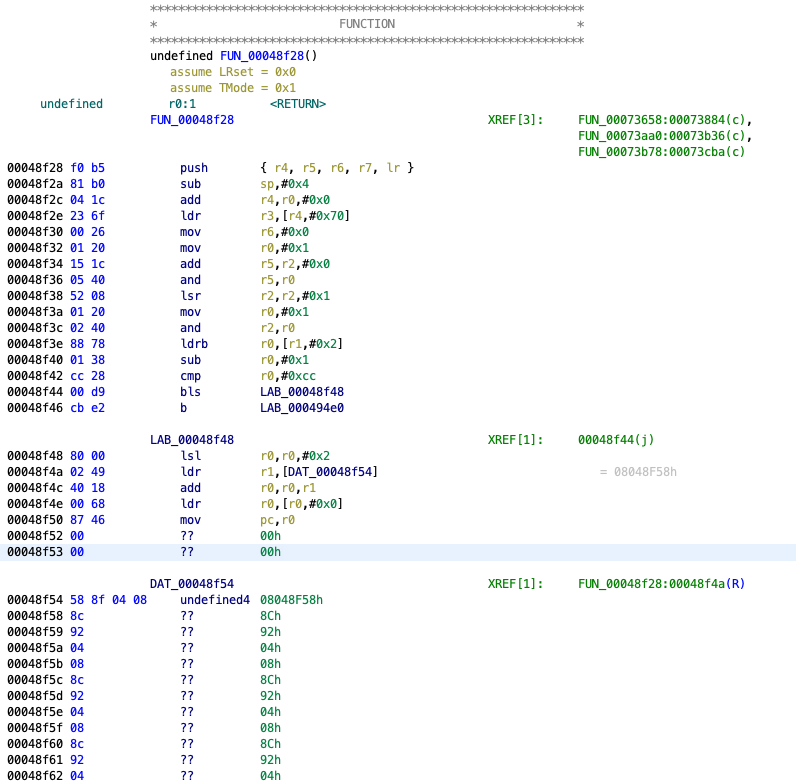 **************************************************************
*                          FUNCTION                          *
**************************************************************
undefined FUN_00048f28()
assume LRset = 0x0
assume TMode = 0x1
undefined r0:1 <RETURN>
FUN_00048f28 XREF[3]: FUN_00073658:00073884(c),
FUN_00073aa0:00073b36(c),
FUN_00073b78:00073cba(c)
00048f28 f0 b5 push { r4, r5, r6, r7, lr }
00048f2a 81 b0 sub sp,#0x4
00048f2c 04 1c add r4,r0,#0x0
00048f2e 23 6f ldr r3,[r4,#0x70]
00048f30 00 26 mov r6,#0x0
00048f32 01 20 mov r0,#0x1
00048f34 15 1c add r5,r2,#0x0
00048f36 05 40 and r5,r0
00048f38 52 08 lsr r2,r2,#0x1
00048f3a 01 20 mov r0,#0x1
00048f3c 02 40 and r2,r0
00048f3e 88 78 ldrb r0,[r1,#0x2]
00048f40 01 38 sub r0,#0x1
00048f42 cc 28 cmp r0,#0xcc
00048f44 00 d9 bls LAB_00048f48
00048f46 cb e2 b LAB_000494e0
LAB_00048f48 XREF[1]: 00048f44(j)
00048f48 80 00 lsl r0,r0,#0x2
00048f4a 02 49 ldr r1,[DAT_00048f54] = 08048F58h
00048f4c 40 18 add r0,r0,r1
00048f4e 00 68 ldr r0,[r0,#0x0]
00048f50 87 46 mov pc,r0
00048f52 00 ?? 00h
00048f53 00 ?? 00h
DAT_00048f54 XREF[1]: FUN_00048f28:00048f4a(R)
00048f54 58 8f 04 08 undefined4 08048F58h
00048f58 8c ?? 8Ch
00048f59 92 ?? 92h
00048f5a 04 ?? 04h
00048f5b 08 ?? 08h
00048f5c 8c ?? 8Ch
00048f5d 92 ?? 92h
00048f5e 04 ?? 04h
00048f5f 08 ?? 08h
00048f60 8c ?? 8Ch
00048f61 92 ?? 92h
00048f62 04 ?? 04h